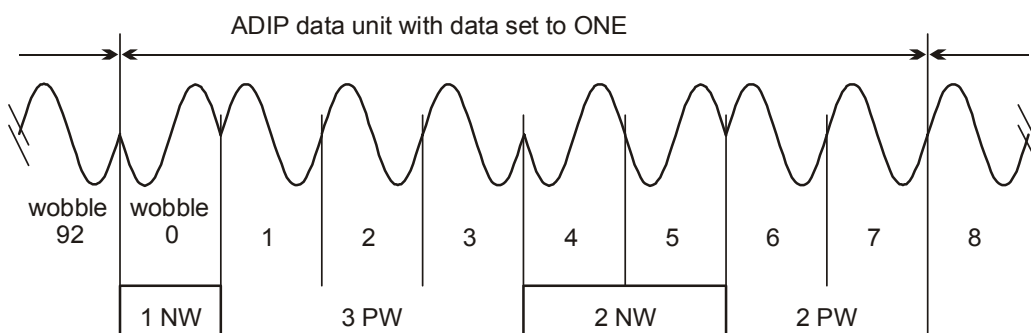 ADIP data unit with data set to ONE
wobble wobble
92 0 1 2 3 4 5 6 7 8
1 NW 3 PW 2 NW 2 PW